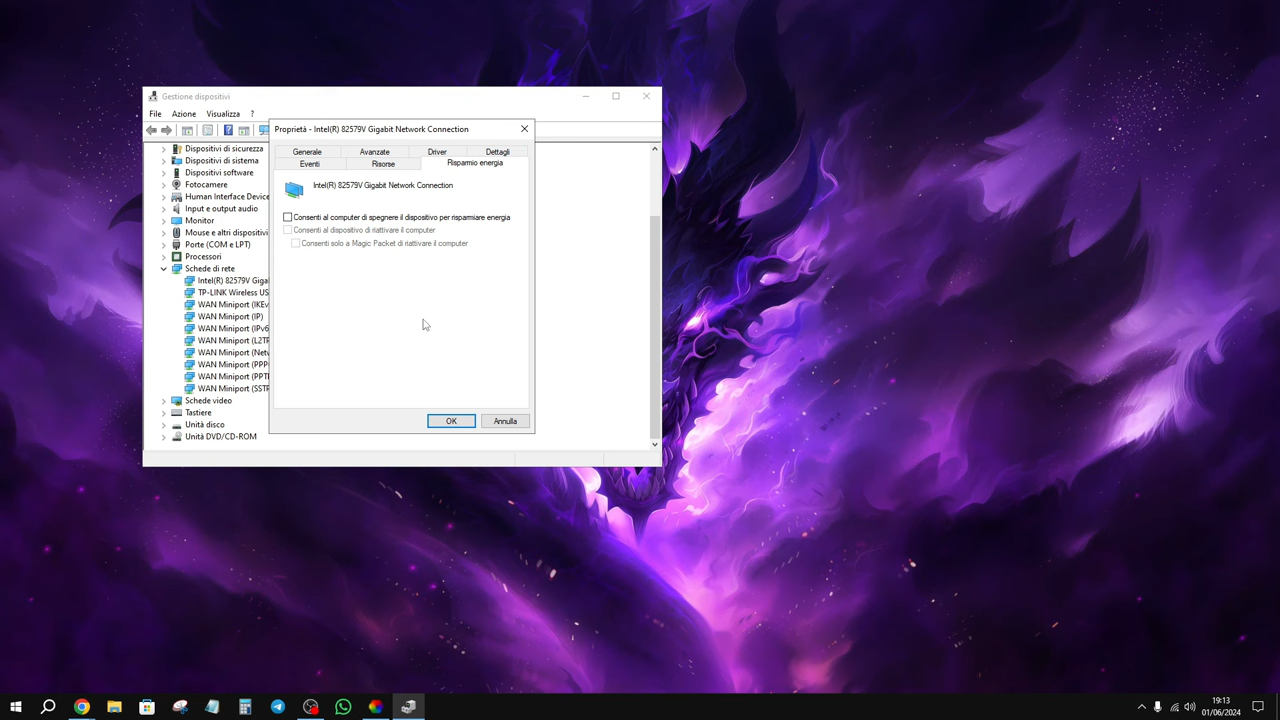 Gestione dispositivi
File Azione Visualizza ?
Proprietà - Intel(R) 82579V Gigabit Network Connection
Generale Avanzate Driver Dettagli
Eventi Risorse Risparmio energia
Intel(R) 82579V Gigabit Network Connection
Consenti al computer di spegnere il dispositivo per risparmiare energia
Consenti al dispositivo di riattivare il computer
Consenti solo a Magic Packet di riattivare il computer
OK Annulla
Dispositivi di sicurezza
Dispositivi di sistema
Dispositivi software
Fotocamere
Human Interface Device
Input e output audio
Monitor
Mouse e altri dispositivi
Porte (COM e LPT)
Processori
Schede di rete
Intel(R) 82579V Giga
TP-LINK Wireless US
WAN Miniport (IKEv
WAN Miniport (IP)
WAN Miniport (IPv6
WAN Miniport (L2TP
WAN Miniport (Netw
WAN Miniport (PPP
WAN Miniport (PPT
WAN Miniport (SST
Schede video
Tastiere
Unità disco
Unità DVD/CD-ROM
19:13
01/06/2024